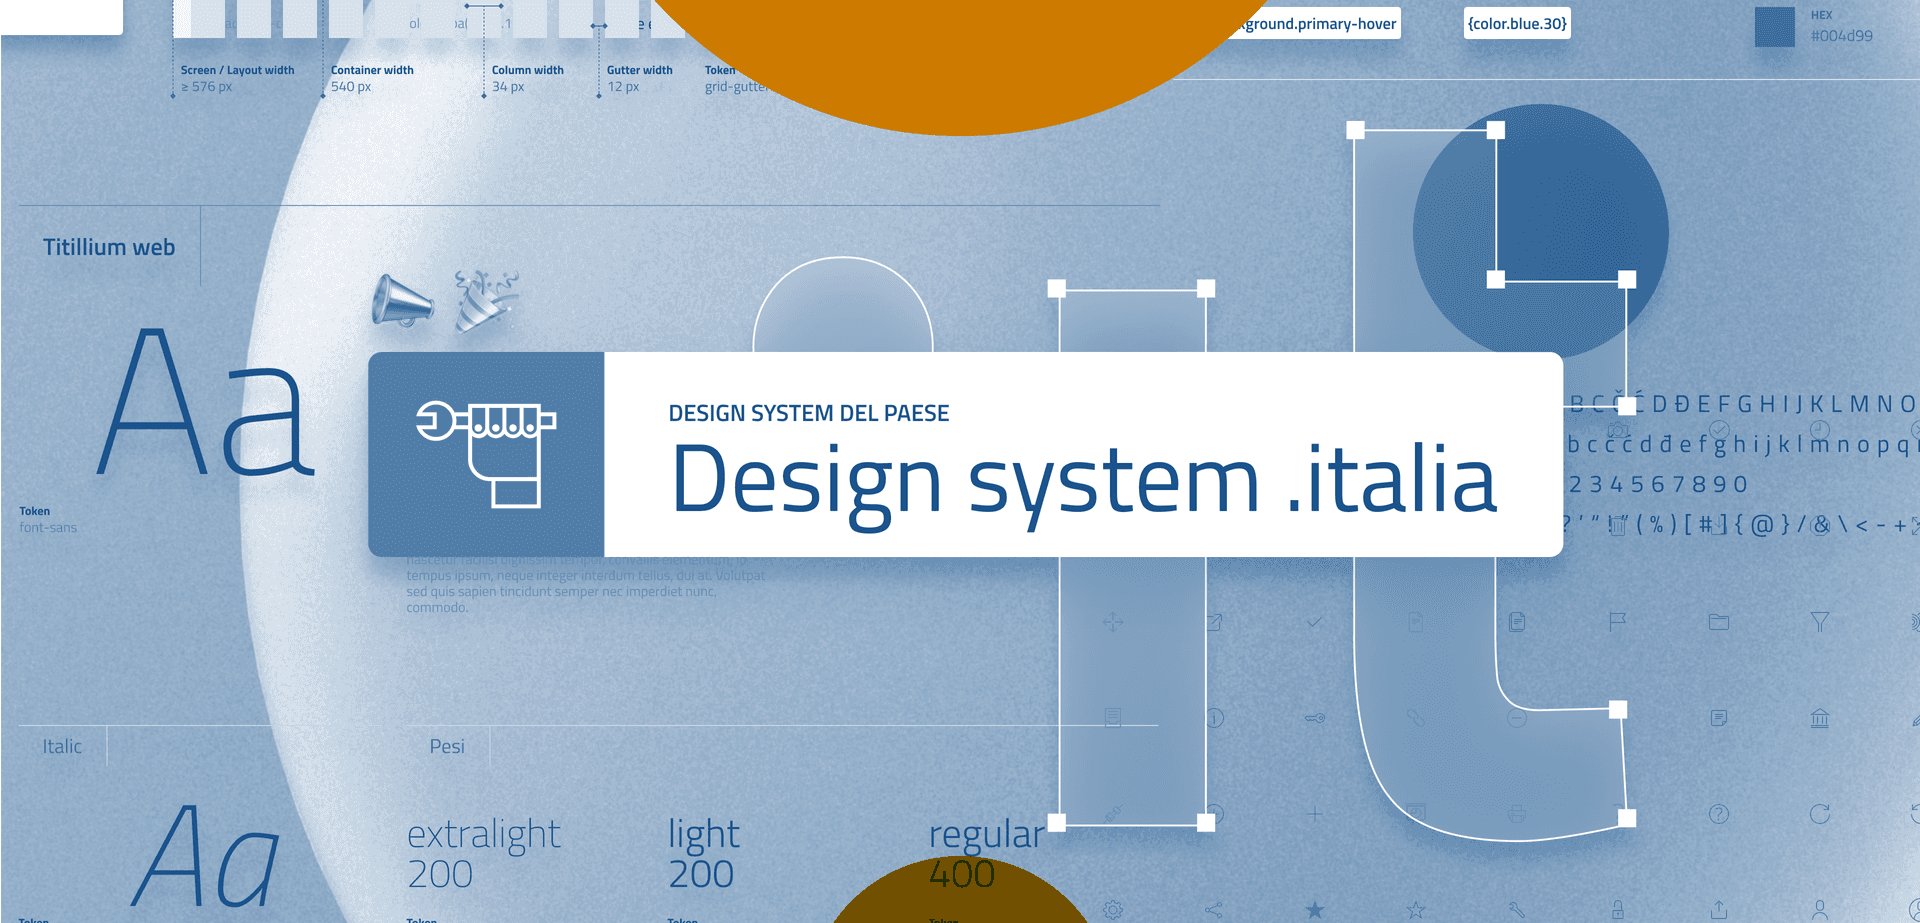 {color.blue.30}
HEX
#004d99
Screen / Layout width
≥ 576 px
Container width
540 px
Column width
34 px
Gutter width
12 px
Token
Titillium web
Aa
Token
font-sans
DESIGN SYSTEM DEL PAESE
Design system .italia
tempus ipsum, neque integer interdum tellus, dui at. Volutpat
sed quis sapien tincidunt semper nec imperdiet nunc,
commodo.
B C Č Ć D Đ E F G H I J K L M N O
b c č ć d đ e f g h i j k l m n o p q
2 3 4 5 6 7 8 9 0
? ' " ! " ( % ) [ # ] { @ } / & \ < - +
Italic
Aa
Pesi
extralight
200
light
200
regular
400